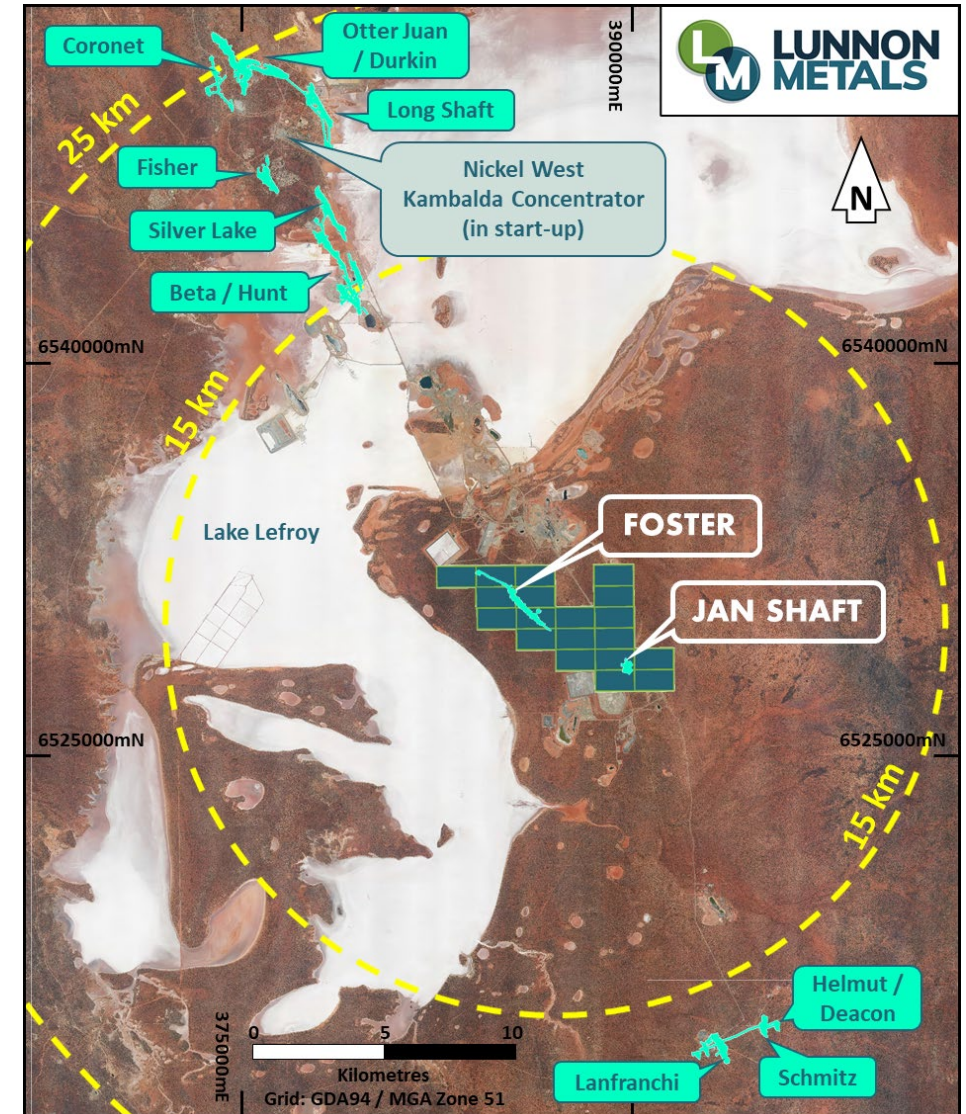 Coronet
Otter Juan
/ Durkin
390000mE
LM
LUNNON
METALS
25 km
Long Shaft
Fisher
Nickel West
Kambalda Concentrator
(in start-up)
N
Silver Lake
Beta / Hunt
6540000mN
6540000mN
15 km
FOSTER
Lake Lefroy
JAN SHAFT
6525000mN
6525000mN
15 km
Helmut /
Deacon
375000mE
0
5
10
Kilometres
Grid: GDA94 / MGA Zone 51
Lanfranchi
Schmitz